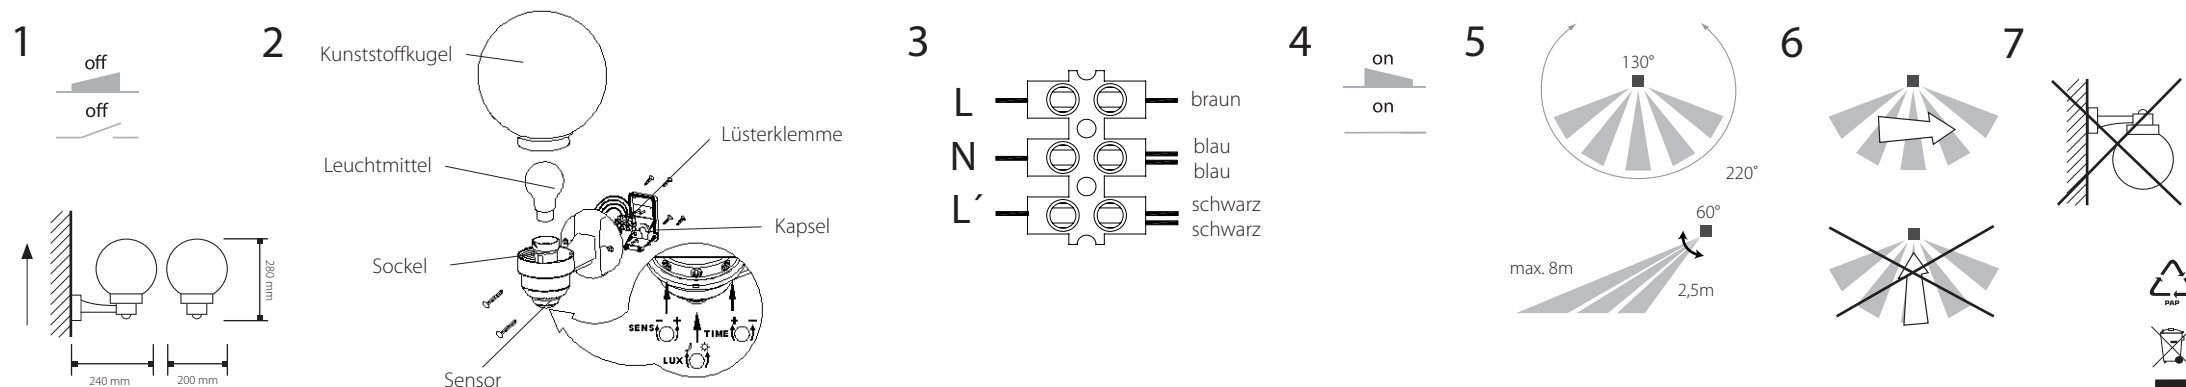 1
off
off
280 mm
240 mm
200 mm
2
Kunststoffkugel
Leuchtmittel
Lüsterklemme
Kapsel
Sockel
Sensor
- +
SENS
+ -
TIME
LUX
3
L
braun
N
blau
blau
L´
schwarz
schwarz
4
on
on
5
130°
220°
60°
max. 8m
2,5m
6
7
PAP